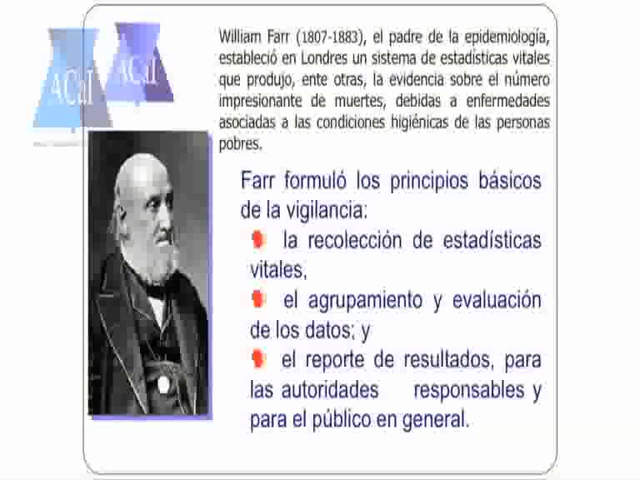 ACaI
ACaI
William Farr (1807-1883), el padre de la epidemiología,
estableció en Londres un sistema de estadísticas vitales
que produjo, ente otras, la evidencia sobre el número
impresionante de muertes, debidas a enfermedades
asociadas a las condiciones higiénicas de las personas
pobres.
Farr formuló los principios básicos
de la vigilancia:
la recolección de estadísticas
vitales,
el agrupamiento y evaluación
de los datos; y
el reporte de resultados, para
las autoridades responsables y
para el público en general.